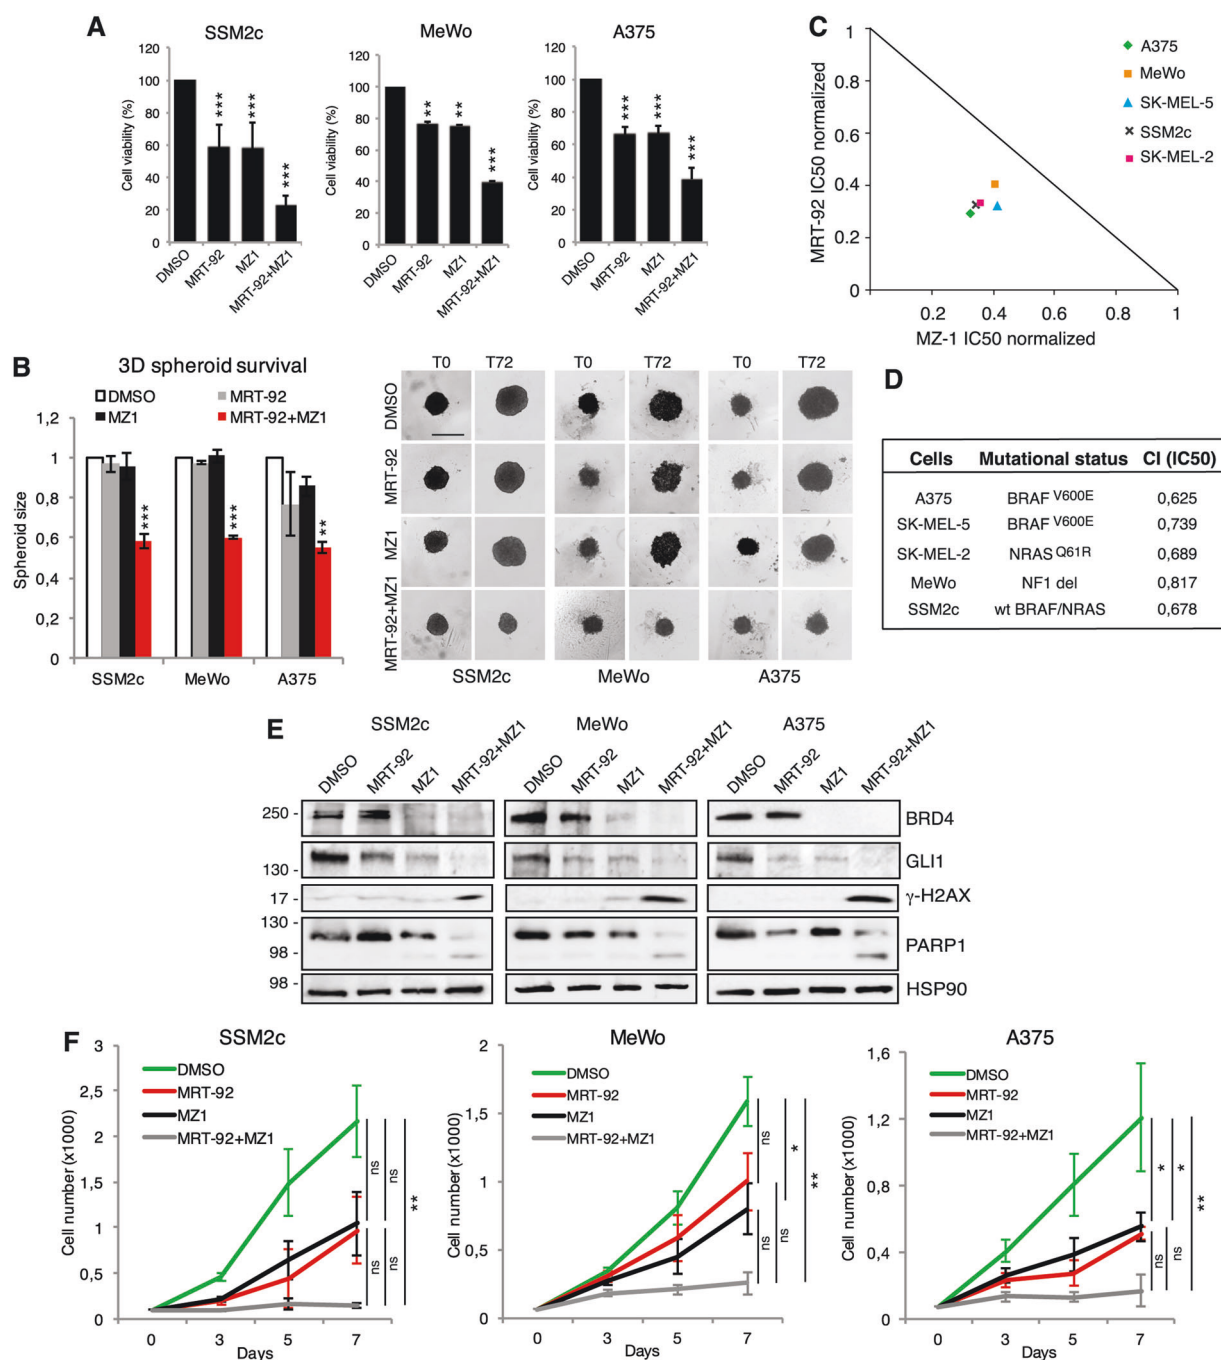 A
SSM2c
MeWo
A375
Cell viability (%)
120
100
80
60
40
20
0
***
***
***
DMSO
MRT-92
MZ1
MRT-92+MZ1
Cell viability (%)
120
100
80
60
40
20
0
**
**
***
DMSO
MRT-92
MZ1
MRT-92+MZ1
Cell viability (%)
120
100
80
60
40
20
0
***
***
***
DMSO
MRT-92
MZ1
MRT-92+MZ1
C
MRT-92 IC50 normalized
1
0.8
0.6
0.4
0.2
0
0.2
0.4
0.6
0.8
1
MZ-1 IC50 normalized
A375
MeWo
SK-MEL-5
SSM2c
SK-MEL-2
B
3D spheroid survival
DMSO
MRT-92
MZ1
MRT-92+MZ1
Spheroid size
1,2
1
0,8
0,6
0,4
0,2
0
***
***
**
SSM2c
MeWo
A375
T0
T72
T0
T72
T0
T72
DMSO
MRT-92
MZ1
MRT-92+MZ1
SSM2c
MeWo
A375
D
Cells Mutational status CI (IC50)
A375 BRAF V600E 0,625
SK-MEL-5 BRAF V600E 0,739
SK-MEL-2 NRAS Q61R 0,689
MeWo NF1 del 0,817
SSM2c wt BRAF/NRAS 0,678
E
SSM2c
MeWo
A375
DMSO
MRT-92
MZ1
MRT-92+MZ1
DMSO
MRT-92
MZ1
MRT-92+MZ1
DMSO
MRT-92
MZ1
MRT-92+MZ1
250 -
BRD4
130 -
GLI1
17 -
γ-H2AX
130 -
98 -
PARP1
98 -
HSP90
F
SSM2c
Cell number (x1000)
3
2,5
2
1,5
1
0,5
0
DMSO
MRT-92
MZ1
MRT-92+MZ1
ns
ns
**
ns
ns
0
3
5
7
Days
MeWo
Cell number (x1000)
2
1,5
1
0,5
0
DMSO
MRT-92
MZ1
MRT-92+MZ1
ns
*
**
ns
ns
0
3
5
7
Days
A375
Cell number (x1000)
1,6
1,2
0,8
0,4
0
DMSO
MRT-92
MZ1
MRT-92+MZ1
*
*
**
ns
ns
0
3
5
7
Days